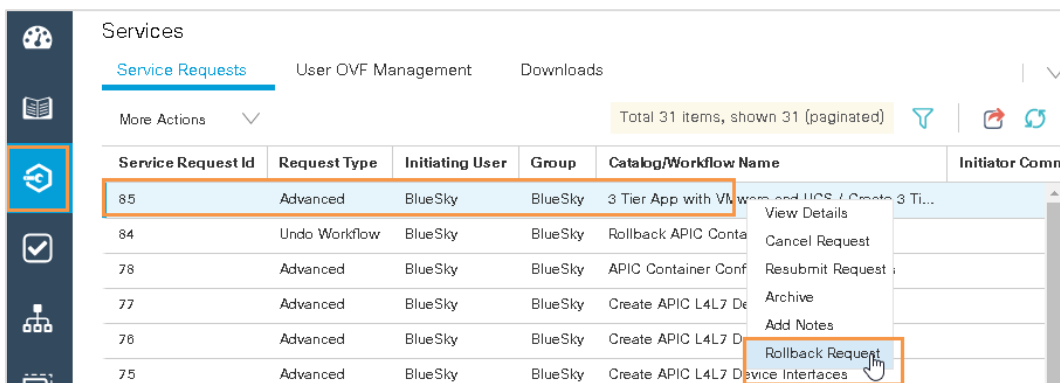 Services
Service Requests User OVF Management Downloads
More Actions Total 31 items, shown 31 (paginated)
Service Request Id Request Type Initiating User Group Catalog/Workflow Name Initiator Comm
85 Advanced BlueSky BlueSky 3 Tier App with VMware and UCS / Create 3 Ti...
View Details
84 Undo Workflow BlueSky BlueSky Rollback APIC Conta
Cancel Request
78 Advanced BlueSky BlueSky APIC Container Conf
Resubmit Request
77 Advanced BlueSky BlueSky Create APIC L4L7 De
Archive
Add Notes
76 Advanced BlueSky BlueSky Create APIC L4L7 D
Rollback Request
75 Advanced BlueSky BlueSky Create APIC L4L7 Device Interfaces